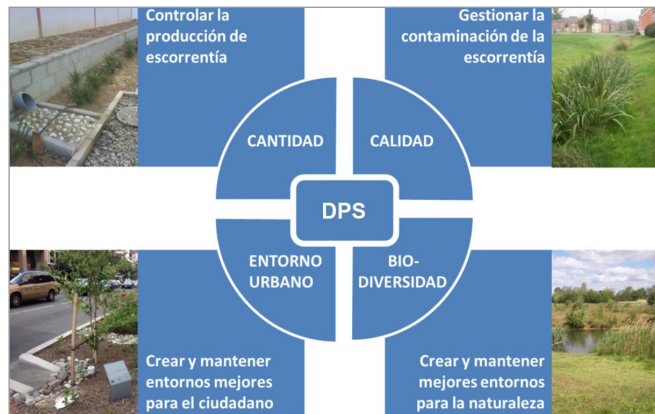 Controlar la
producción de
escorrentía
Gestionar la
contaminación de la
escorrentía
CANTIDAD
CALIDAD
DPS
ENTORNO
URBANO
BIO-
DIVERSIDAD
Crear y mantener
entornos mejores
para el ciudadano
Crear y mantener
mejores entornos
para la naturaleza